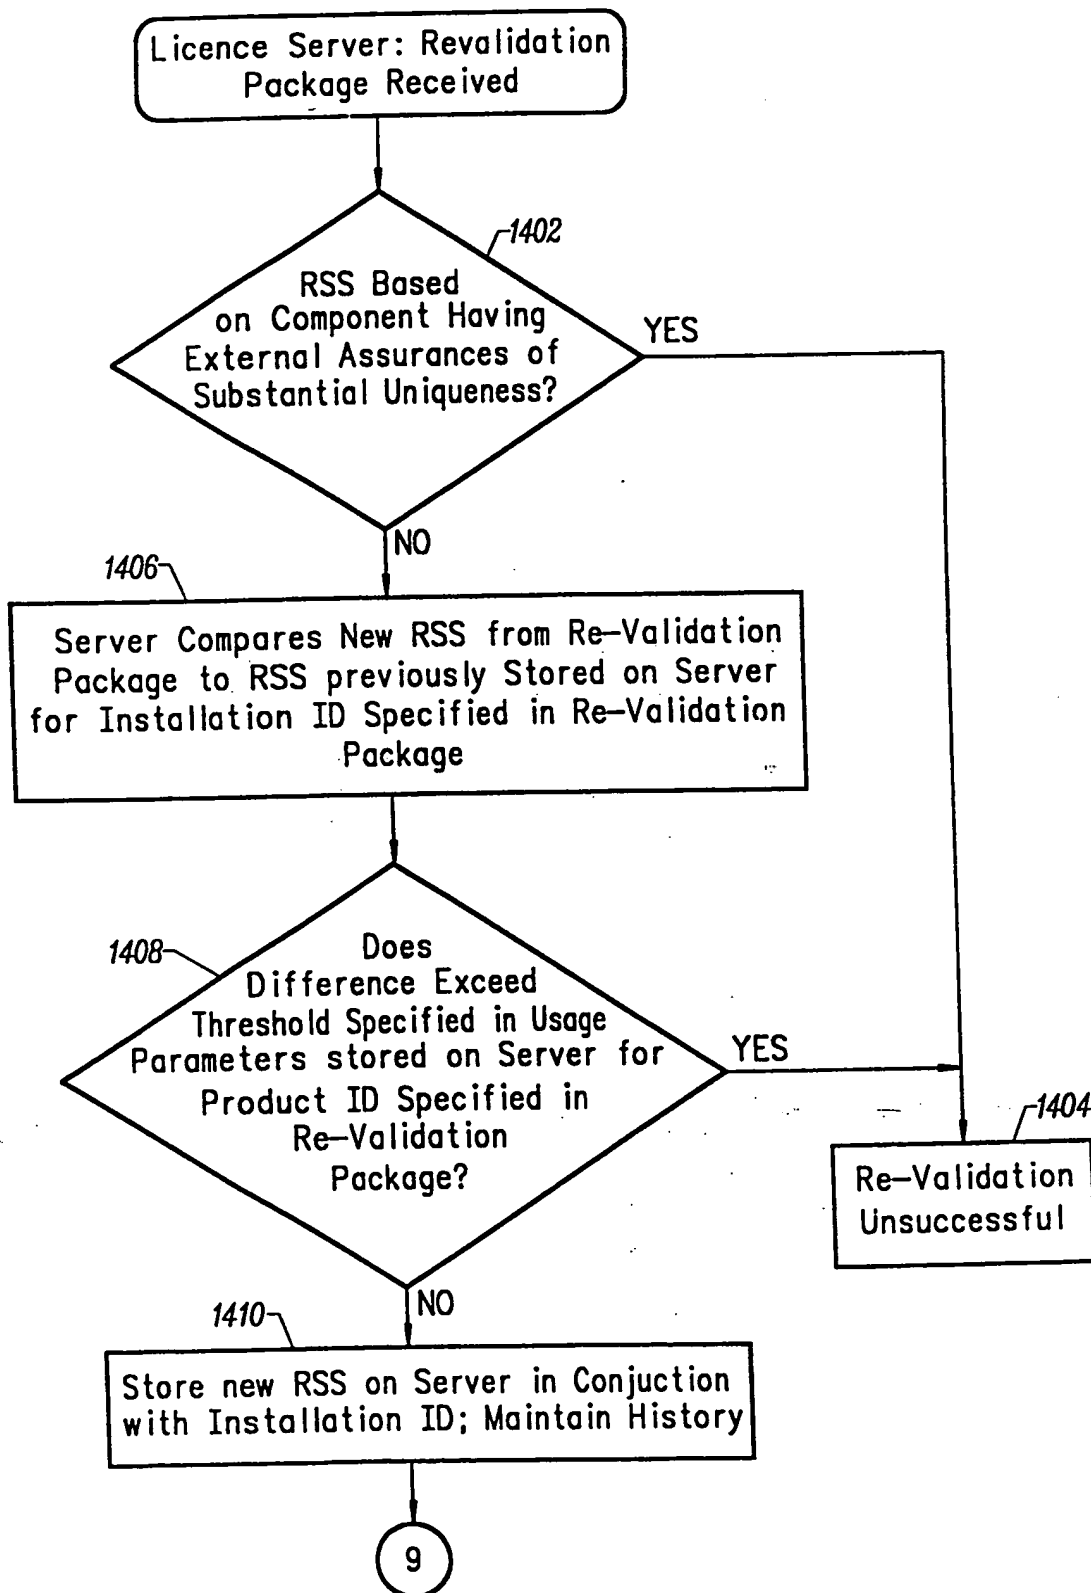 Licence Server: Revalidation
Package Received
1402
RSS Based
on Component Having
External Assurances of
Substantial Uniqueness?
YES
NO
1406
Server Compares New RSS from Re-Validation
Package to RSS previously Stored on Server
for Installation ID Specified in Re-Validation
Package
1408
Does
Difference Exceed
Threshold Specified in Usage
Parameters stored on Server for
Product ID Specified in
Re-Validation
Package?
YES
1404
Re-Validation
Unsuccessful
NO
1410
Store new RSS on Server in Conjuction
with Installation ID; Maintain History
9